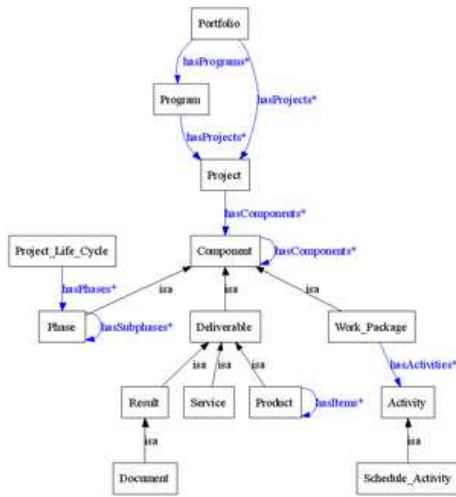 Portfolio
hasPrograms*
Program
hasProjects*
hasProjects*
Project
hasComponents*
Project_Life_Cycle
Component
hasComponents*
hasPhases*
isa
isa
isa
Phase
hasSubphases*
Deliverable
Work_Package
isa
isa
isa
hasActivities*
Result
Service
Product
hasItems*
Activity
isa
isa
Document
Schedule_Activity